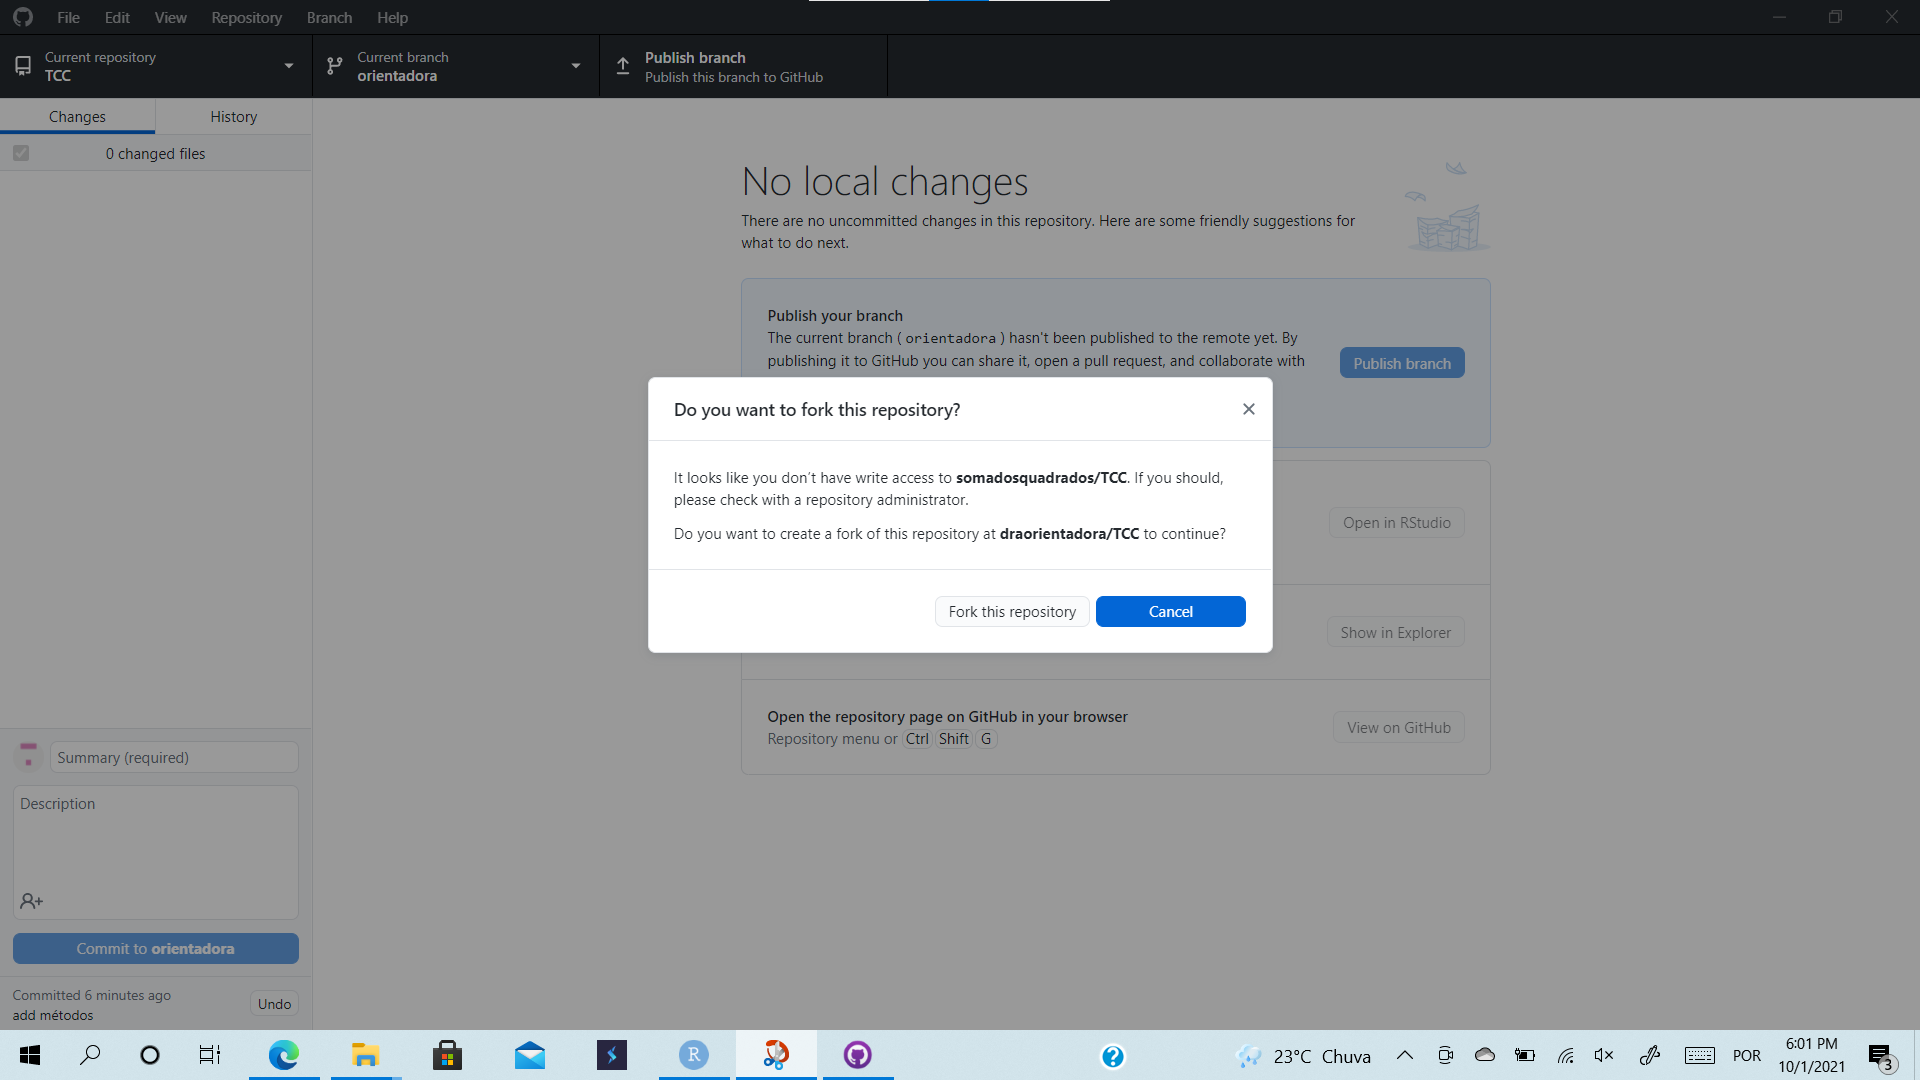 File Edit View Repository Branch Help
Current repository
TCC
Current branch
orientadora
Publish branch
Publish this branch to GitHub
Changes History
0 changed files
No local changes
There are no uncommitted changes in this repository. Here are some friendly suggestions for
what to do next.
Publish your branch
The current branch ( orientadora ) hasn't been published to the remote yet. By
publishing it to GitHub you can share it, open a pull request, and collaborate with
Publish branch
Do you want to fork this repository?
It looks like you don't have write access to somadosquadrados/TCC. If you should,
please check with a repository administrator.
Do you want to create a fork of this repository at draorientadora/TCC to continue?
Fork this repository Cancel
Open in RStudio
Show in Explorer
Open the repository page on GitHub in your browser
Repository menu or Ctrl Shift G
View on GitHub
Summary (required)
Description
Commit to orientadora
Committed 6 minutes ago
add métodos
Undo
R
23°C Chuva
POR
6:01 PM
10/1/2021
3